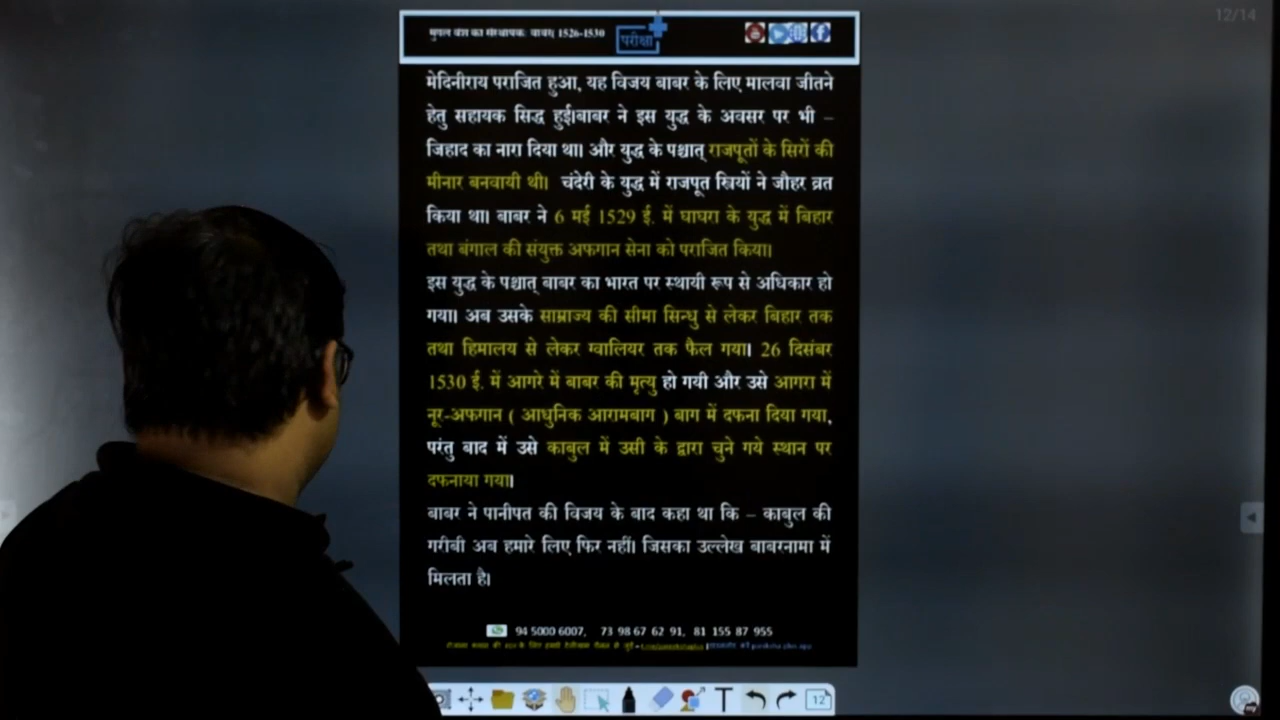 12/14
मुगल वंश का संस्थापक: बाबर( 1526-1530
परीक्षा
मेदिनीराय पराजित हुआ, यह विजय बाबर के लिए मालवा जीतने
हेतु सहायक सिद्ध हुई।बाबर ने इस युद्ध के अवसर पर भी –
जिहाद का नारा दिया था। और युद्ध के पश्चात् राजपूतों के सिरों की
मीनार बनवायी थी। चंदेरी के युद्ध में राजपूत स्त्रियों ने जौहर व्रत
किया था। बाबर ने 6 मई 1529 ई. में घाघरा के युद्ध में बिहार
तथा बंगाल की संयुक्त अफगान सेना को पराजित किया।
इस युद्ध के पश्चात् बाबर का भारत पर स्थायी रूप से अधिकार हो
गया। अब उसके साम्राज्य की सीमा सिन्धु से लेकर बिहार तक
तथा हिमालय से लेकर ग्वालियर तक फैल गया। 26 दिसंबर
1530 ई. में आगरे में बाबर की मृत्यु हो गयी और उसे आगरा में
नूर-अफगान ( आधुनिक आरामबाग ) बाग में दफना दिया गया,
परंतु बाद में उसे काबुल में उसी के द्वारा चुने गये स्थान पर
दफनाया गया।
बाबर ने पानीपत की विजय के बाद कहा था कि – काबुल की
गरीबी अब हमारे लिए फिर नहीं। जिसका उल्लेख बाबरनामा में
मिलता है।
94 5000 6007, 73 98 67 62 91, 81 155 87 955
T
12